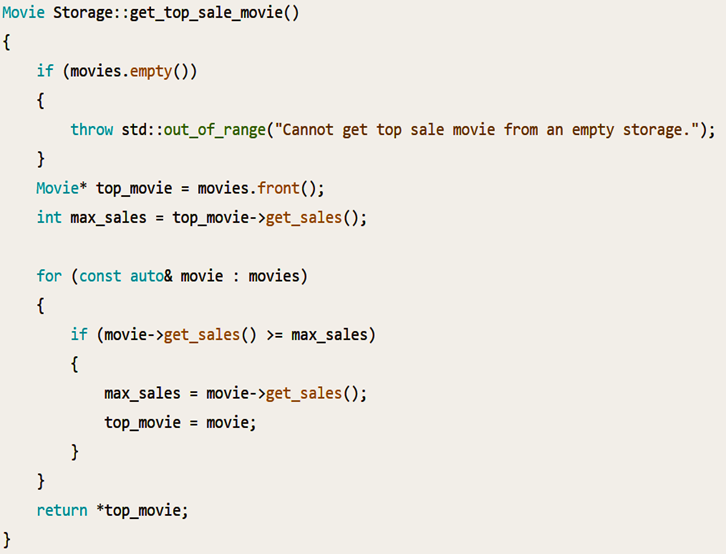 Movie Storage::get_top_sale_movie()
{
    if (movies.empty())
    {
        throw std::out_of_range("Cannot get top sale movie from an empty storage.");
    }
    Movie* top_movie = movies.front();
    int max_sales = top_movie->get_sales();

    for (const auto& movie : movies)
    {
        if (movie->get_sales() >= max_sales)
        {
            max_sales = movie->get_sales();
            top_movie = movie;
        }
    }
    return *top_movie;
}